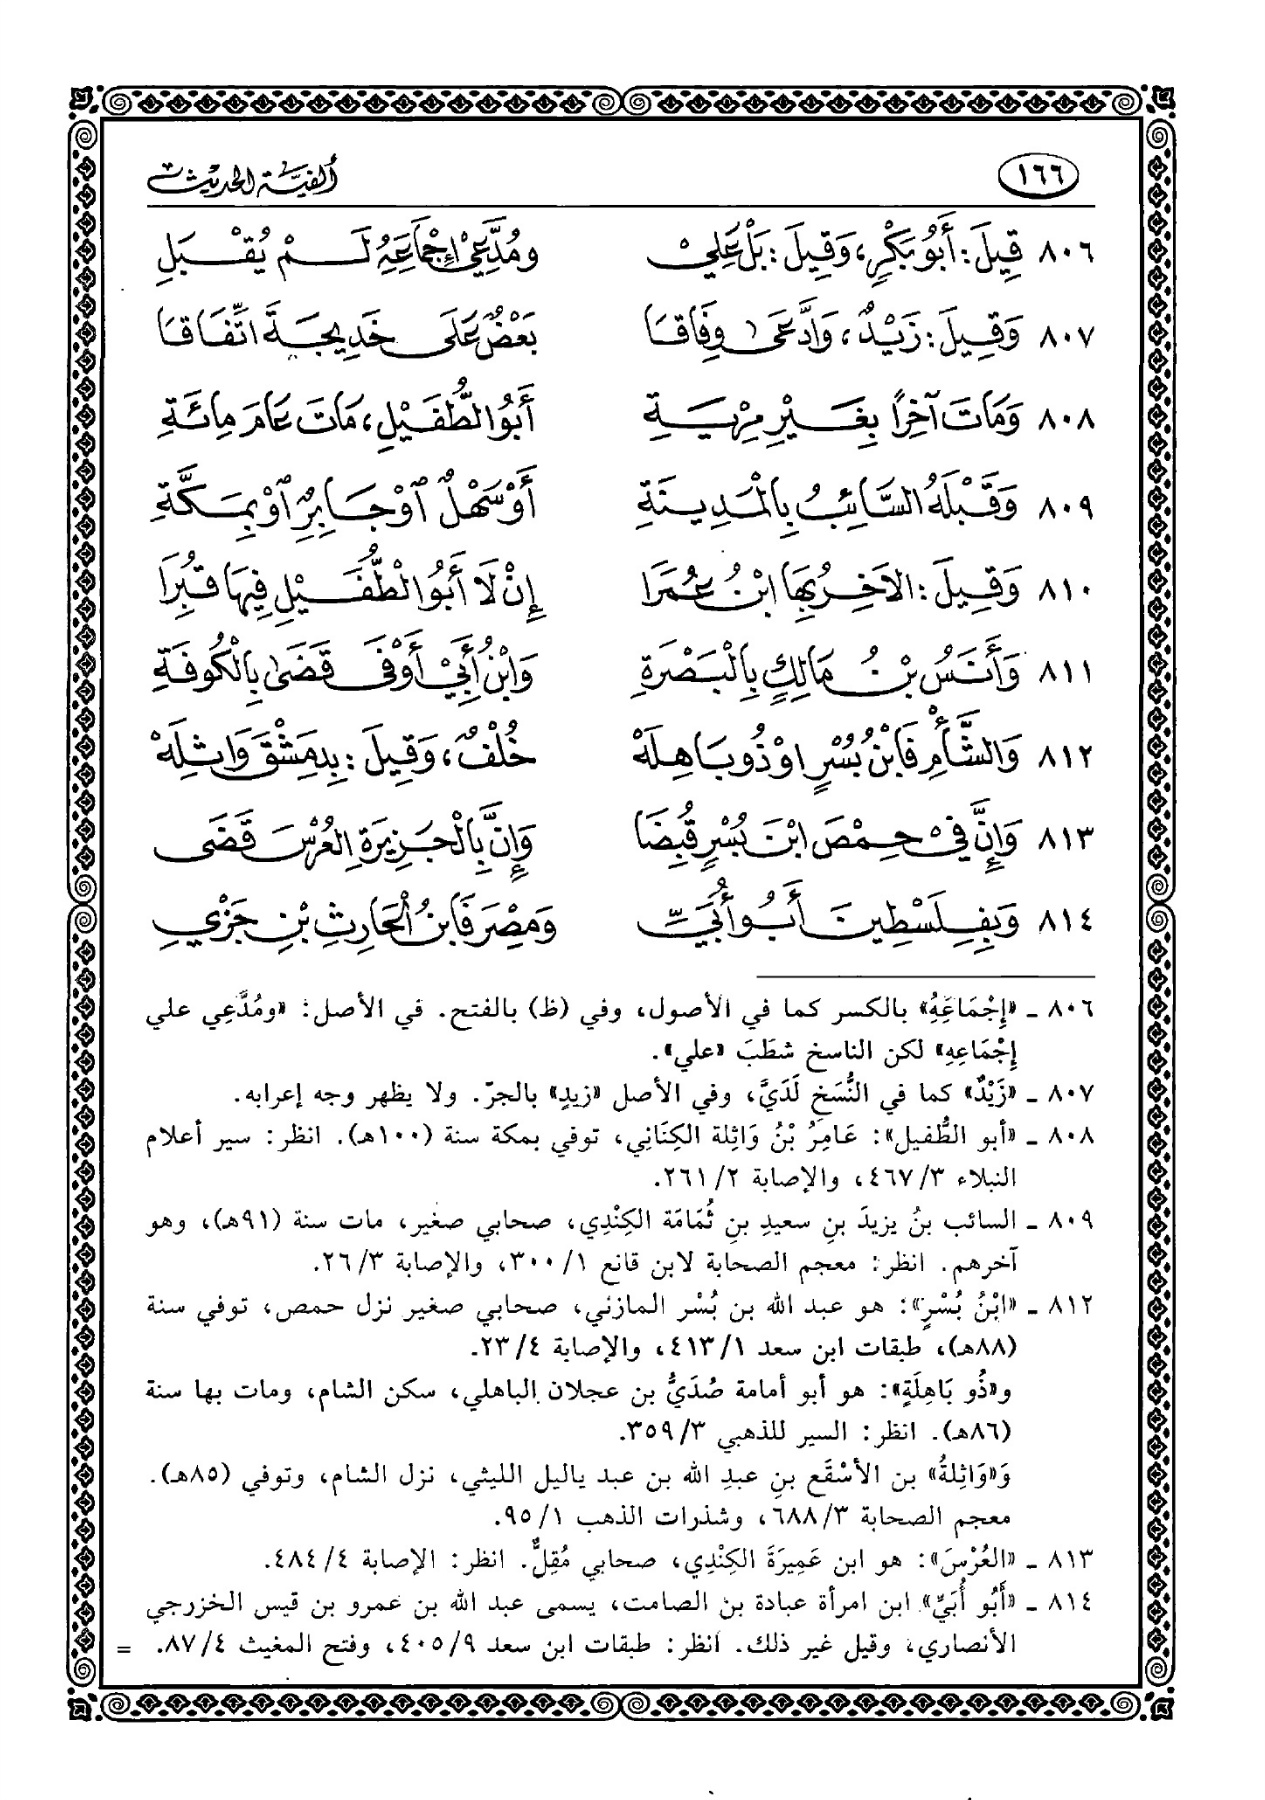 ١٦٦ ألفية الحديث
٨٠٦ قِيلَ: أَبُو بَكْرٍ، وَقِيلَ: بَلْ عَلِيْ ومُدَّعِيْ إِجْمَاعَِهُِ لَمْ يُقْبَلِ
٨٠٧ وَقِيلَ: زَيْدٌ، وَادَّعَى وِفَاقَا بَعْضٌ عَلَى خَدِيجَةَ اتِّفَاقَا
٨٠٨ وَمَاتَ آخِرًا بِغَيْرِ مِرْيَةِ أَبُو الطُّفَيْلِ، مَاتَ عَامَ مِائَةِ
٨٠٩ وَقَبْلَهُ السَّائِبُ بِالْمَدِينَةِ أَوْ سَهْلٌ اَوْ جَابِرٌ اَوْ بِمَكَّةِ
٨١٠ وَقِيلَ: الَاخِرُ بِهَا ابْنُ عُمَرَا إِنْ لَا أَبُو الْطُّفَيْلِ فِيهَا قُبِرَا
٨١١ وَأَنَسُ بْنُ مَالِكٍ بِالْبَصْرَةِ وَابْنُ أَبِيْ أَوْفَى قَضَى بِالْكُوفَةِ
٨١٢ وَالشَّأْمِ فَابْنُ بُسْرٍ اوْ ذُو بَاهِلَهْ خُلْفٌ، وَقِيلَ: بِدِمَشْقَ وَاثِلَهْ
٨١٣ وَإِنَّ فِيْ حِمْصَ ابْنَ بُسْرٍ قُبِضَا وَإِنَّ بِالْجَزِيرَةِ العُرْسَ قَضَى
٨١٤ وَبِفِلَسْطِينَ أَبُو أُبَيِّ وَمِصْرَ فَابْنُ الْحَارِثِ بْنِ جَزْيِ
٨٠٦ ـ «إِجْمَاعَِهُِ» بالكسر كما في الأصول، وفي (ظ) بالفتح. في الأصل: «ومُدَّعِي علي
إِجْمَاعِهِ» لكن الناسخ شطَبَ «علي».
٨٠٧ ـ «زَيْدٌ» كما في النُّسَخِ لَدَيَّ، وفي الأصل «زيدٍ» بالجرّ. ولا يظهر وجه إعرابه.
٨٠٨ ـ «أبو الطُّفيل»: عَامِرُ بْنُ وَاثِلة الكِنَانِي، توفي بمكة سنة (١٠٠هـ). انظر: سير أعلام
النبلاء ٤٦٧/٣، والإصابة ٢٦١/٢.
٨٠٩ ـ السائب بنُ يزيدَ بنِ سعيدِ بنِ ثُمَامَة الكِنْدِي، صحابي صغير، مات سنة (٩١هـ)، وهو
آخرهم. انظر: معجم الصحابة لابن قانع ٣٠٠/١، والإصابة ٢٦/٣.
٨١٢ ـ «ابْنُ بُسْرٍ»: هو عبد الله بن بُسْر المازني، صحابي صغير نزل حمص، توفي سنة
(٨٨هـ)، طبقات ابن سعد ٤١٣/١، والإصابة ٢٣/٤.
و«ذُو بَاهِلَةٍ»: هو أبو أمامة صُدَيُّ بن عجلان الباهلي، سكن الشام، ومات بها سنة
(٨٦هـ). انظر: السير للذهبي ٣٥٩/٣.
وَ«وَاثِلةُ» بن الأسْقَع بنِ عبدِ الله بن عبد ياليل الليثي، نزل الشام، وتوفي (٨٥هـ).
معجم الصحابة ٦٨٨/٣، وشذرات الذهب ٩٥/١.
٨١٣ ـ «العُرْسَ»: هو ابن عَمِيرَةَ الكِنْدِي، صحابي مُقِلٌّ. انظر: الإصابة ٤٨٤/٤.
٨١٤ ـ «أَبُو أُبَيِّ» ابن امرأة عبادة بن الصامت، يسمى عبد الله بن عمرو بن قيس الخزرجي
الأنصاري، وقيل غير ذلك. انظر: طبقات ابن سعد ٤٠٥/٩، وفتح المغيث ٨٧/٤. =